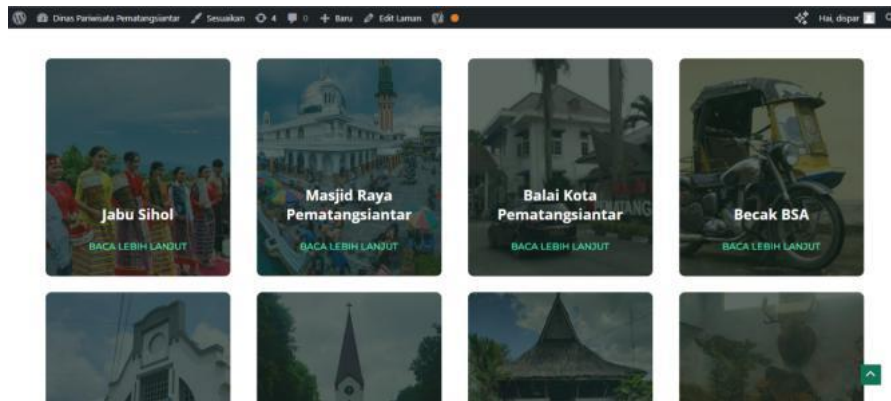 Dinas Pariwisata Pematangsiantar Sesuaikan 4 0 Baru Edit Laman Hai, dispar
Jabu Sihol
BACA LEBIH LANJUT
Masjid Raya
Pematangsiantar
BACA LEBIH LANJUT
Balai Kota
Pematangsiantar
BACA LEBIH LANJUT
Becak BSA
BACA LEBIH LANJUT